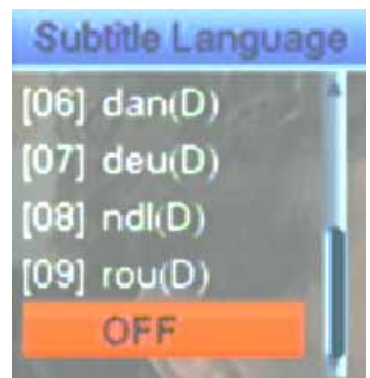 Subtitle Language
[06] dan(D)
[07] deu(D)
[08] ndl(D)
[09] rou(D)
OFF